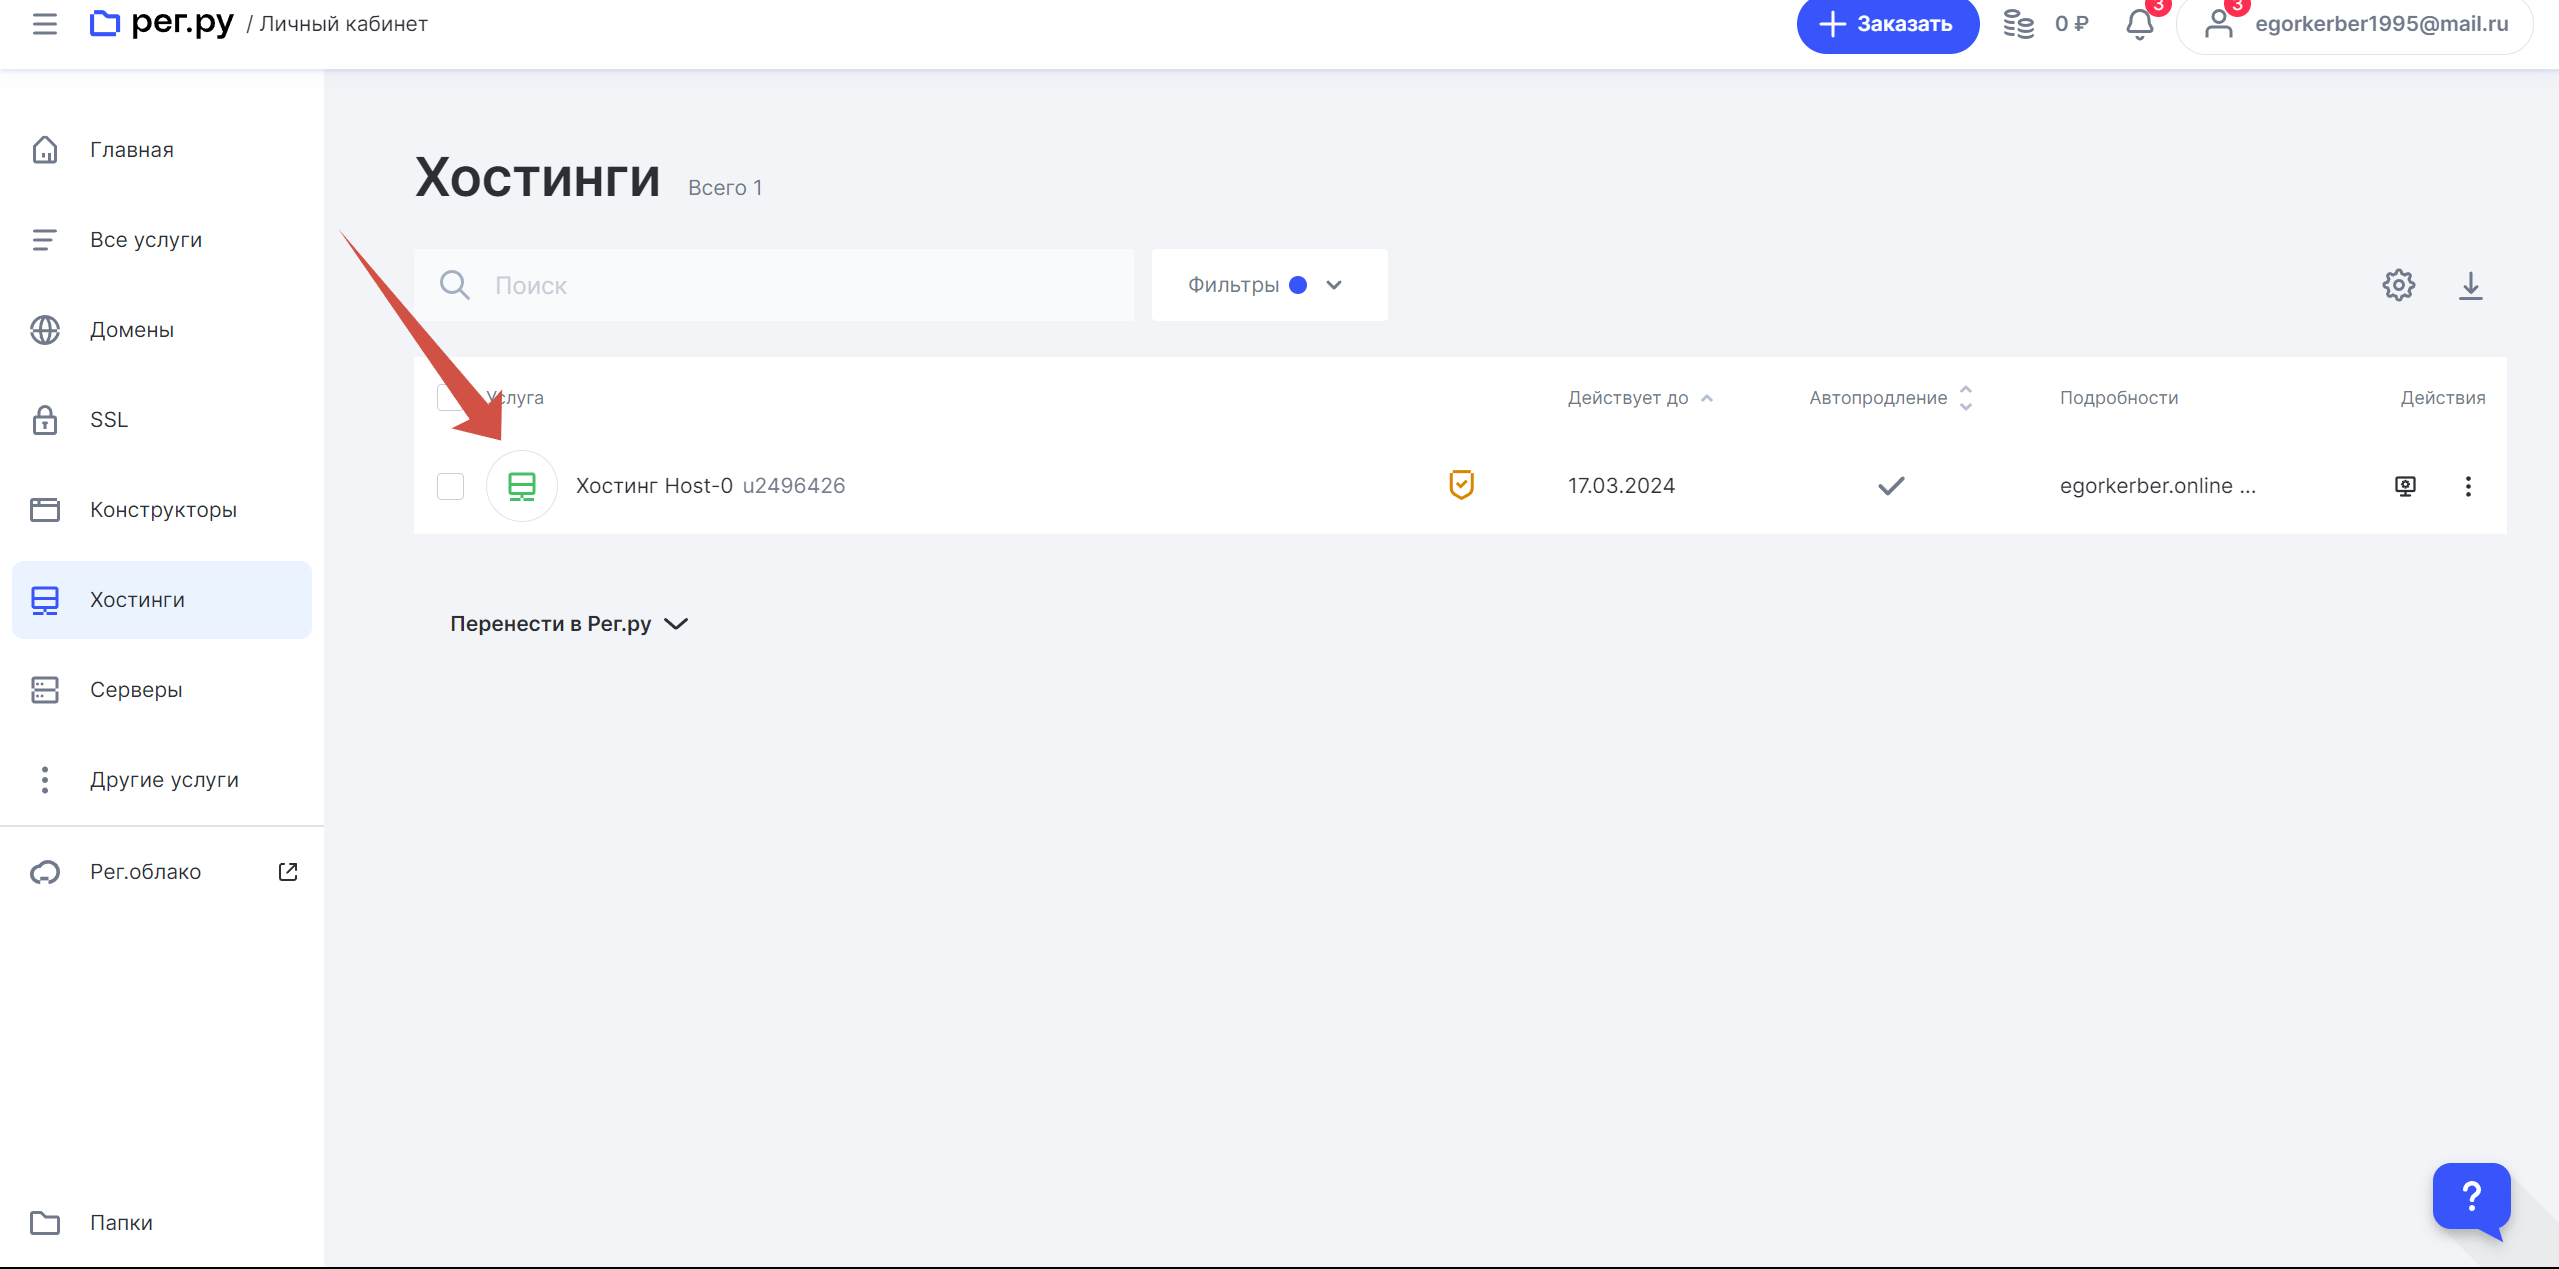 рег.ру / Личный кабинет
Заказать
0 ₽
3
3
egorkerber1995@mail.ru
Главная
Все услуги
Домены
SSL
Конструкторы
Хостинги
Серверы
Другие услуги
Рег.облако
Папки
Хостинги Всего 1
Поиск
Фильтры
Услуга Действует до Автопродление Подробности Действия
Хостинг Host-0 u2496426 17.03.2024 egorkerber.online ...
Перенести в Рег.ру
?